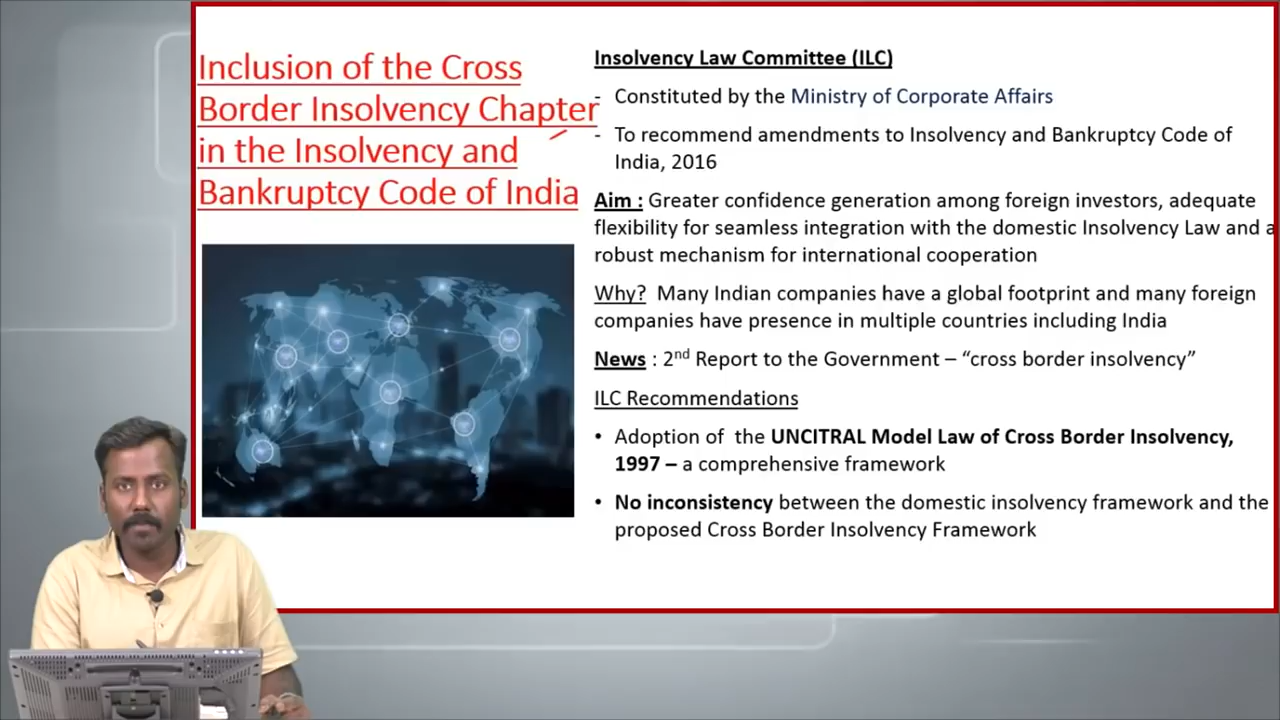 Inclusion of the Cross
Border Insolvency Chapter
in the Insolvency and
Bankruptcy Code of India
Insolvency Law Committee (ILC)
- Constituted by the Ministry of Corporate Affairs
- To recommend amendments to Insolvency and Bankruptcy Code of
India, 2016
Aim : Greater confidence generation among foreign investors, adequate
flexibility for seamless integration with the domestic Insolvency Law and a
robust mechanism for international cooperation
Why? Many Indian companies have a global footprint and many foreign
companies have presence in multiple countries including India
News : 2nd Report to the Government – “cross border insolvency”
ILC Recommendations
• Adoption of the UNCITRAL Model Law of Cross Border Insolvency,
1997 – a comprehensive framework
• No inconsistency between the domestic insolvency framework and the
proposed Cross Border Insolvency Framework